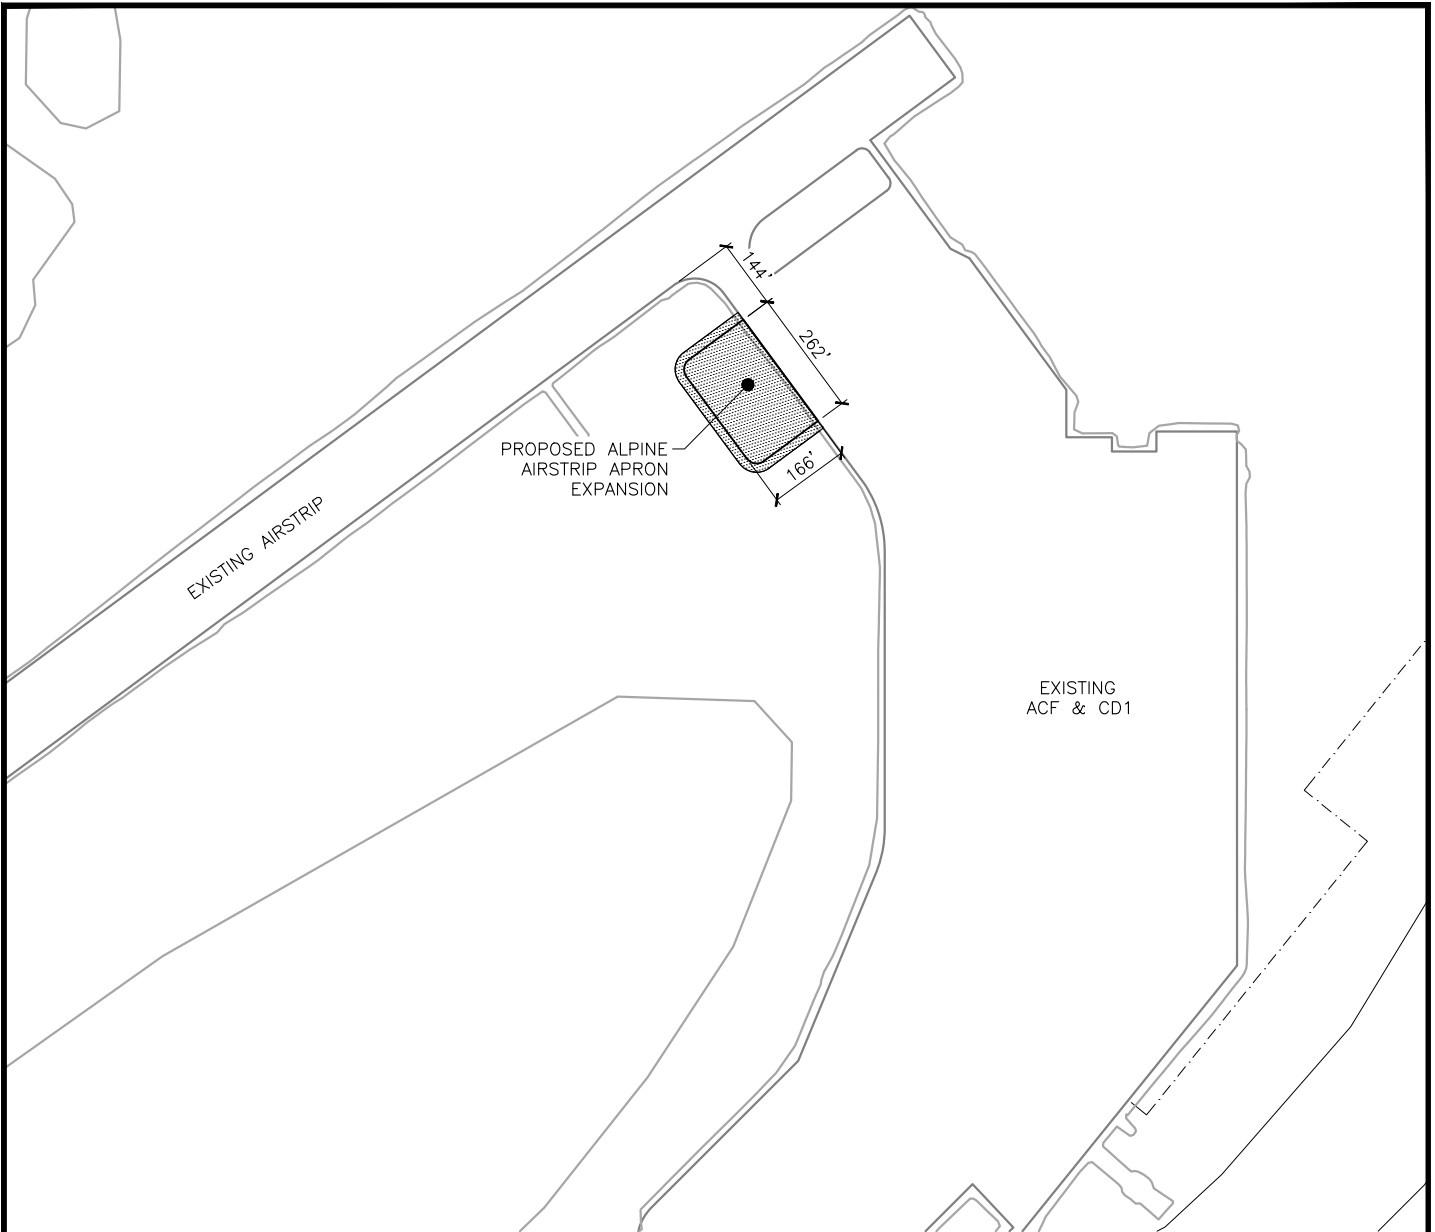 144'
262'
PROPOSED ALPINE
AIRSTRIP APRON
EXPANSION
166'
EXISTING AIRSTRIP
EXISTING
ACF & CD1